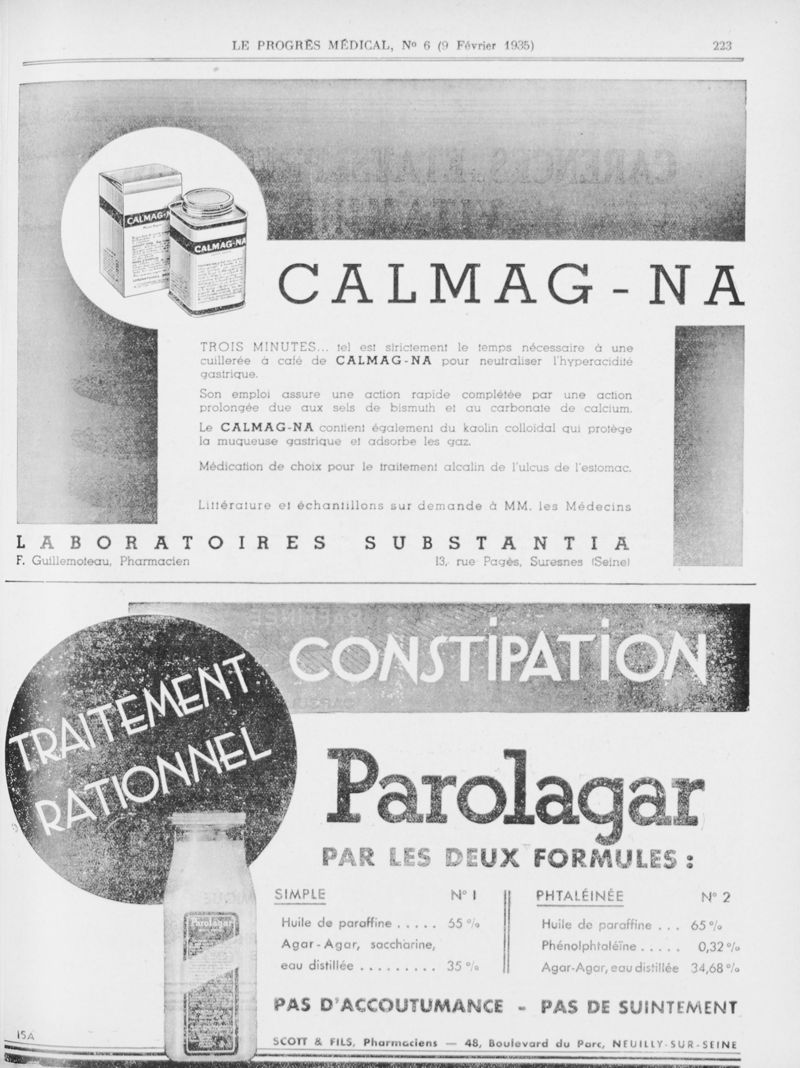 LE PROGRÈS MÉDICAL, No 6 (9 Février 1935) 223
CALMAG-NA
CALMAG-NA
CALMAG-NA
TROIS MINUTES... tel est strictement le temps nécessaire à une
cuillerée à café de CALMAG-NA pour neutraliser l'hyperacidité
gastrique.
Son emploi assure une action rapide complétée par une action
prolongée due aux sels de bismuth et au carbonate de calcium.
Le CALMAG-NA contient également du kaolin colloïdal qui protège
la muqueuse gastrique et adsorbe les gaz.
Médication de choix pour le traitement alcalin de l'ulcus de l'estomac.
Littérature et échantillons sur demande à MM. les Médecins
LABORATOIRES SUBSTANTIA
F. Guillemoteau, Pharmacien 13, rue Pagès, Suresnes (Seine)
CONSTIPATION
TRAITEMENT
RATIONNEL
Parolagar
PAR LES DEUX FORMULES :
SIMPLE N° 1
Huile de paraffine ..... 65 %
Agar-Agar, saccharine,
eau distillée ......... 35 %
PHTALÉINÉE N° 2
Huile de paraffine ... 65 %
Phénolphtaléine ..... 0,32 %
Agar-Agar, eau distillée 34,68 %
Parolagar
PAS D'ACCOUTUMANCE - PAS DE SUINTEMENT
ISA
SCOTT & FILS, Pharmaciens — 48, Boulevard du Parc, NEUILLY-SUR-SEINE